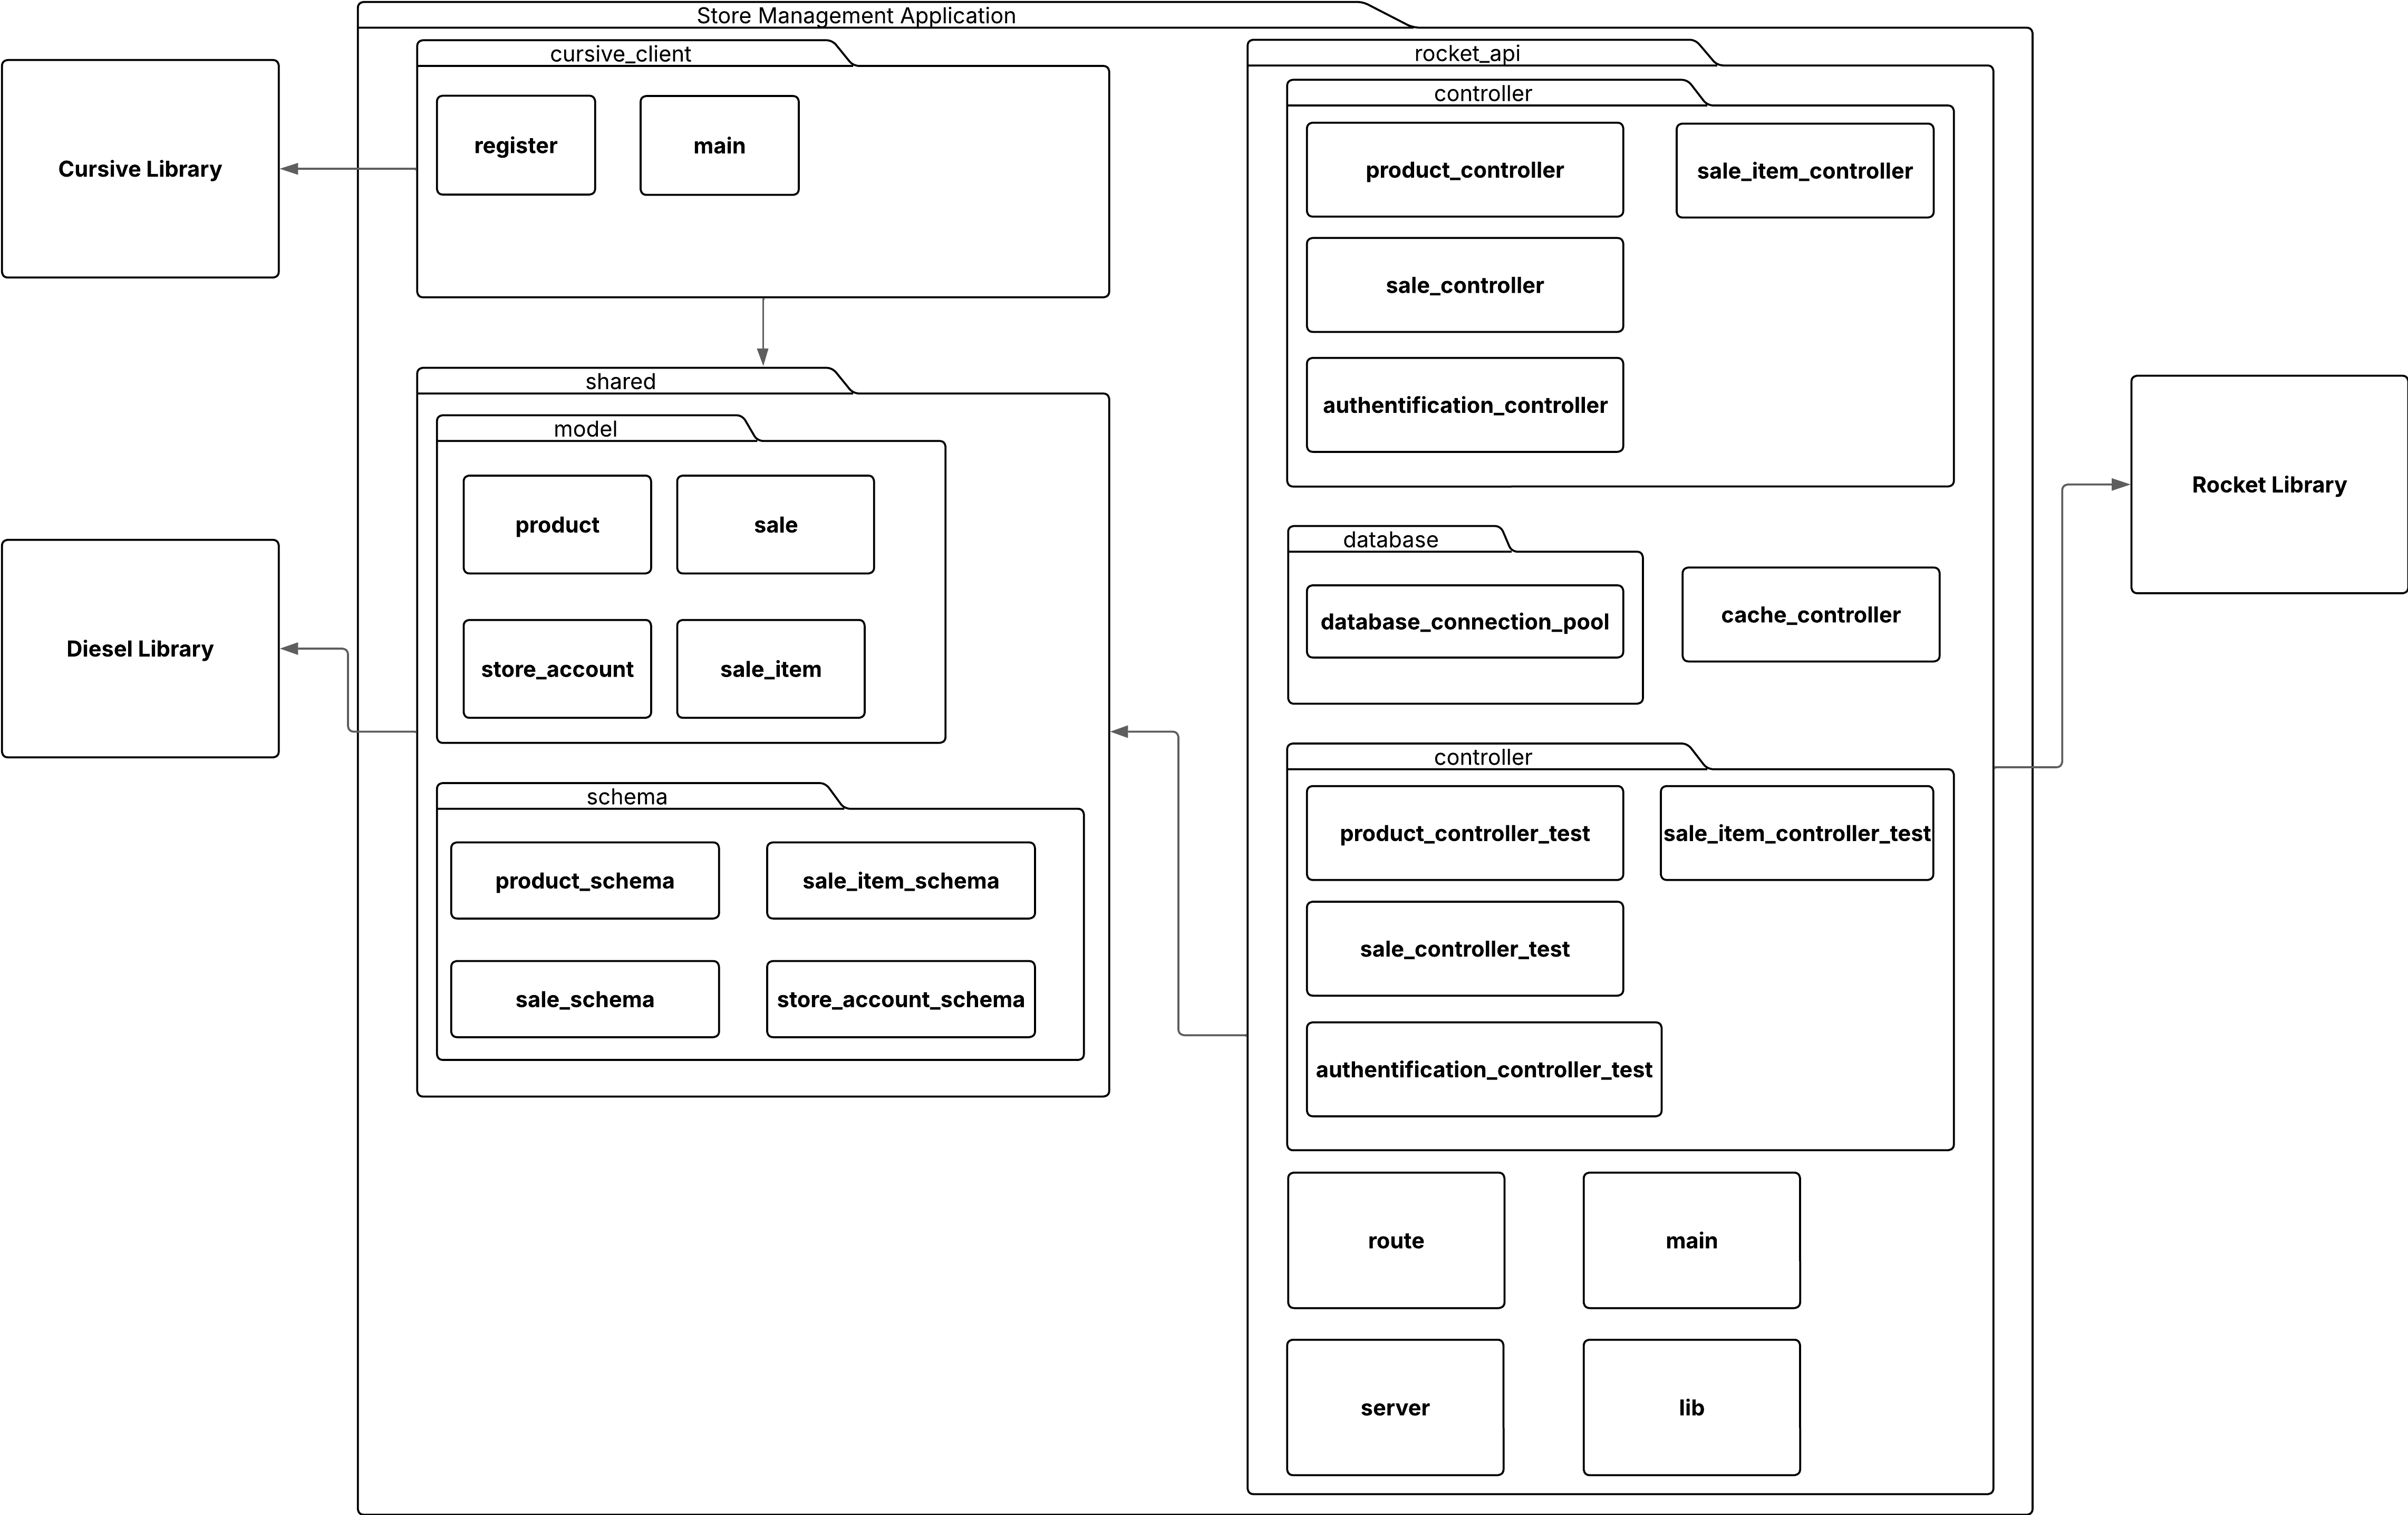 Store Management Application
cursive_client
register
main
Cursive Library
shared
model
product
sale
store_account
sale_item
schema
product_schema
sale_item_schema
sale_schema
store_account_schema
Diesel Library
rocket_api
controller
product_controller
sale_item_controller
sale_controller
authentification_controller
database
database_connection_pool
cache_controller
controller
product_controller_test
sale_item_controller_test
sale_controller_test
authentification_controller_test
route
main
server
lib
Rocket Library